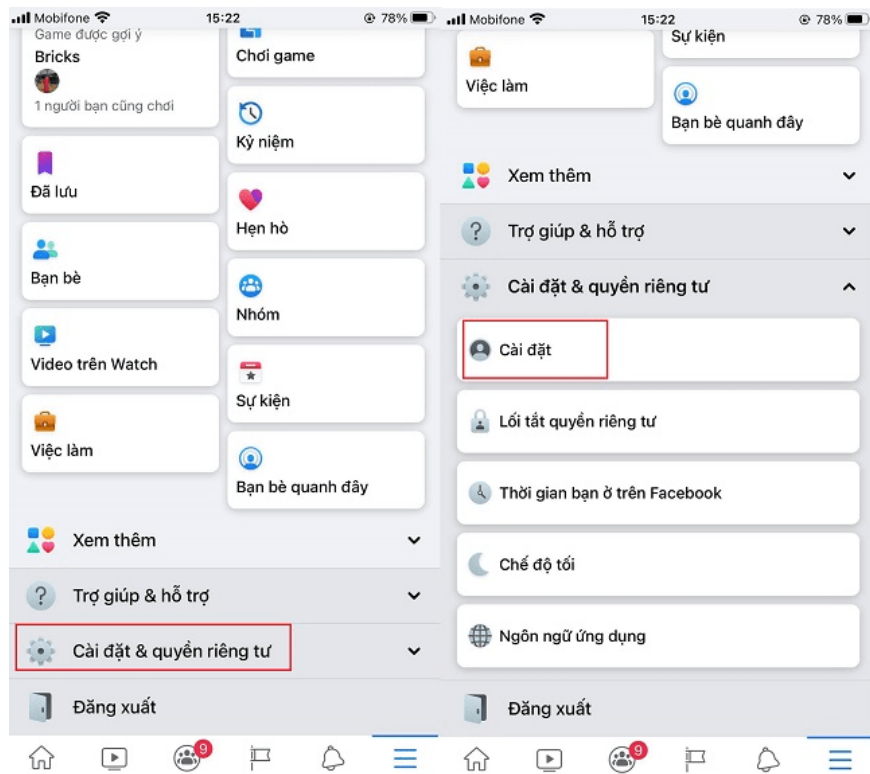 Mobifone 15:22 78%
Game được gợi ý
Bricks
1 người bạn cũng chơi
Đã lưu
Bạn bè
Video trên Watch
Việc làm
Chơi game
Kỷ niệm
Hẹn hò
Nhóm
Sự kiện
Bạn bè quanh đây
Xem thêm
Trợ giúp & hỗ trợ
Cài đặt & quyền riêng tư
Đăng xuất
9
Mobifone 15:22 78%
Việc làm
Sự kiện
Bạn bè quanh đây
Xem thêm
Trợ giúp & hỗ trợ
Cài đặt & quyền riêng tư
Cài đặt
Lối tắt quyền riêng tư
Thời gian bạn ở trên Facebook
Chế độ tối
Ngôn ngữ ứng dụng
Đăng xuất
9